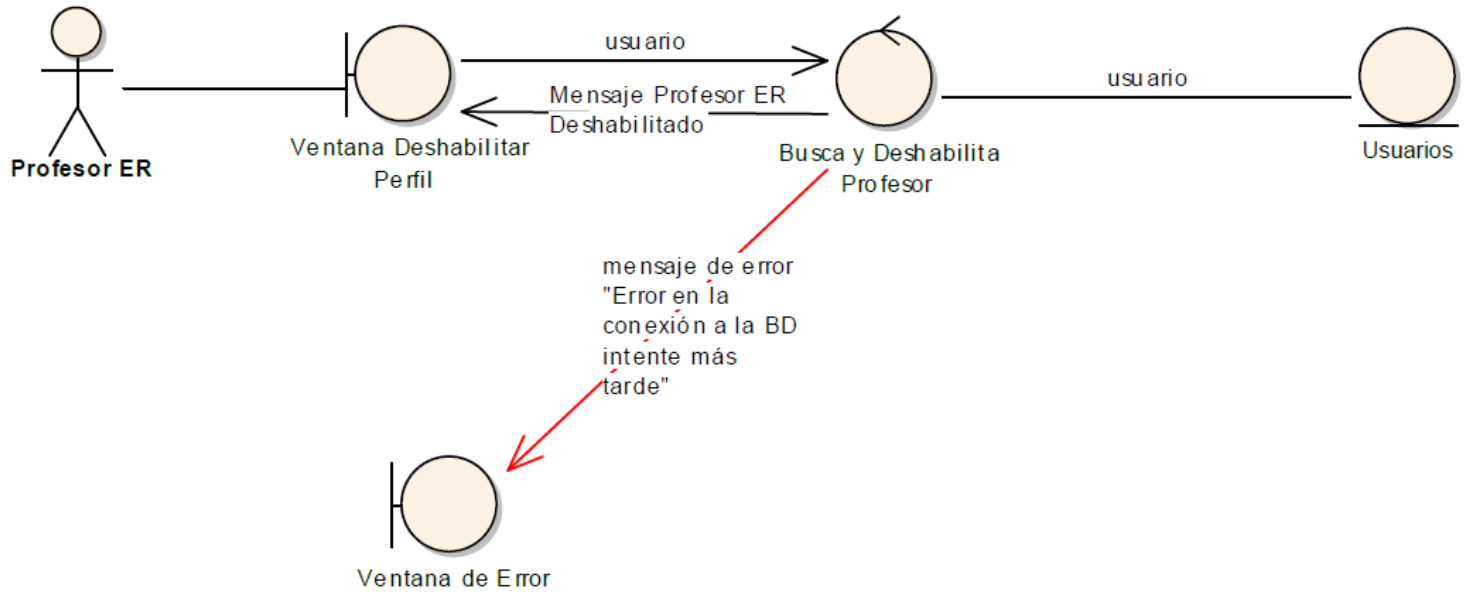 usuario
Mensaje Profesor ER
Deshabilitado
usuario
Profesor ER
Ventana Deshabilitar
Perfil
Busca y Deshabilita
Profesor
Usuarios
mensaje de error
"Error en la
conexión a la BD
intente más
tarde"
Ventana de Error